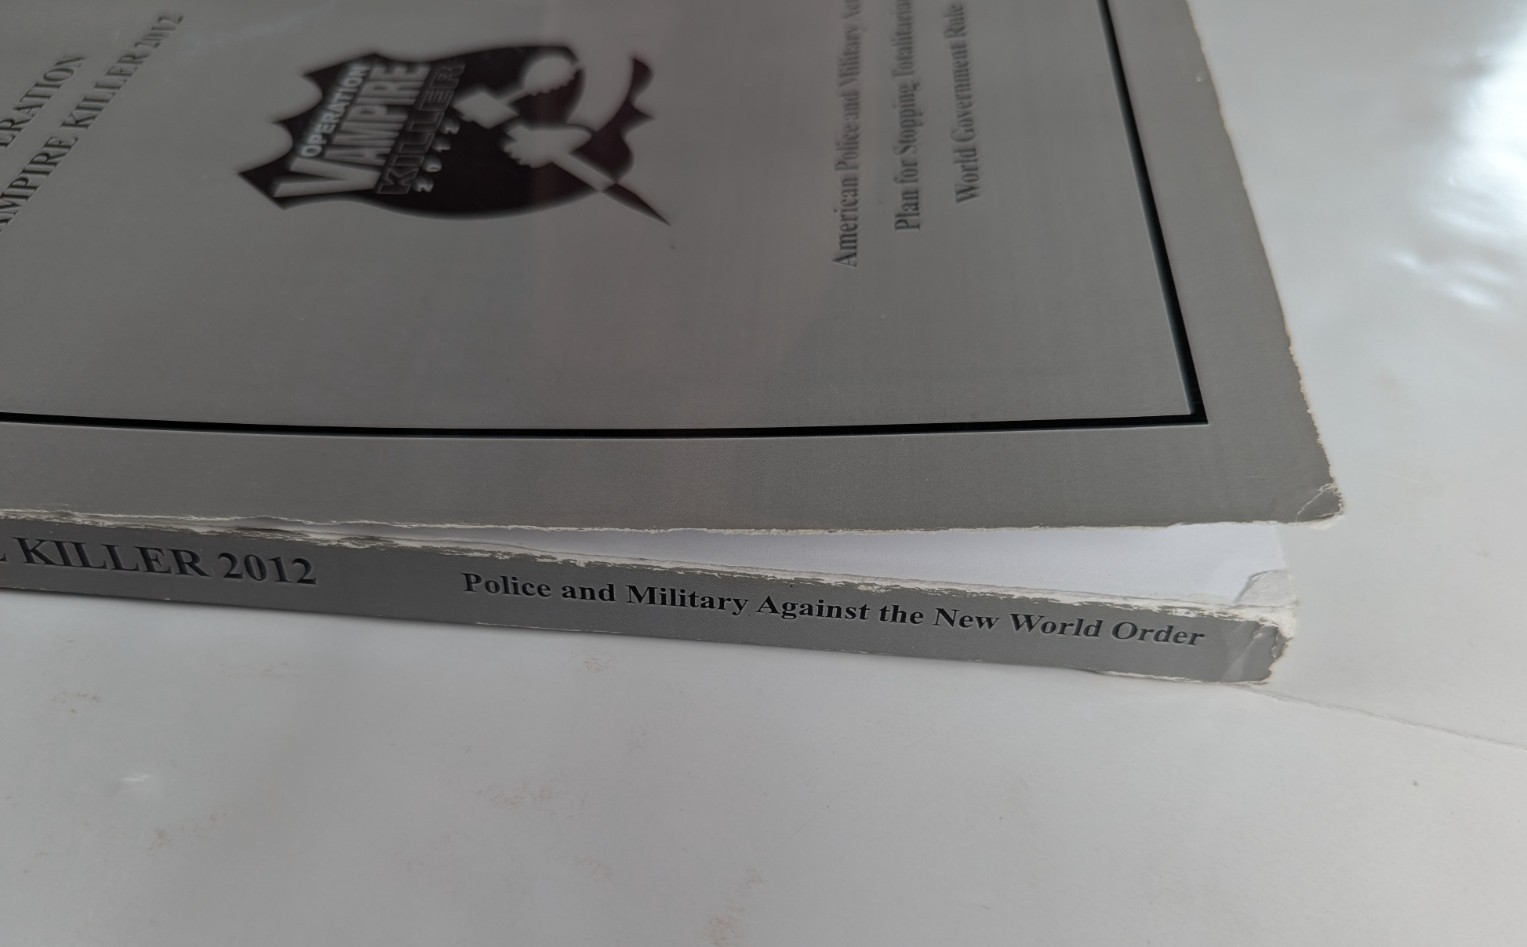 ERATION
AMPIRE KILLER 2012
OPERATION
VAMPIRE
KILLER
2012
American Police and Military
Plan for Stopping Totalitaria
World Government Rule
KILLER 2012 Police and Military Against the New World Order